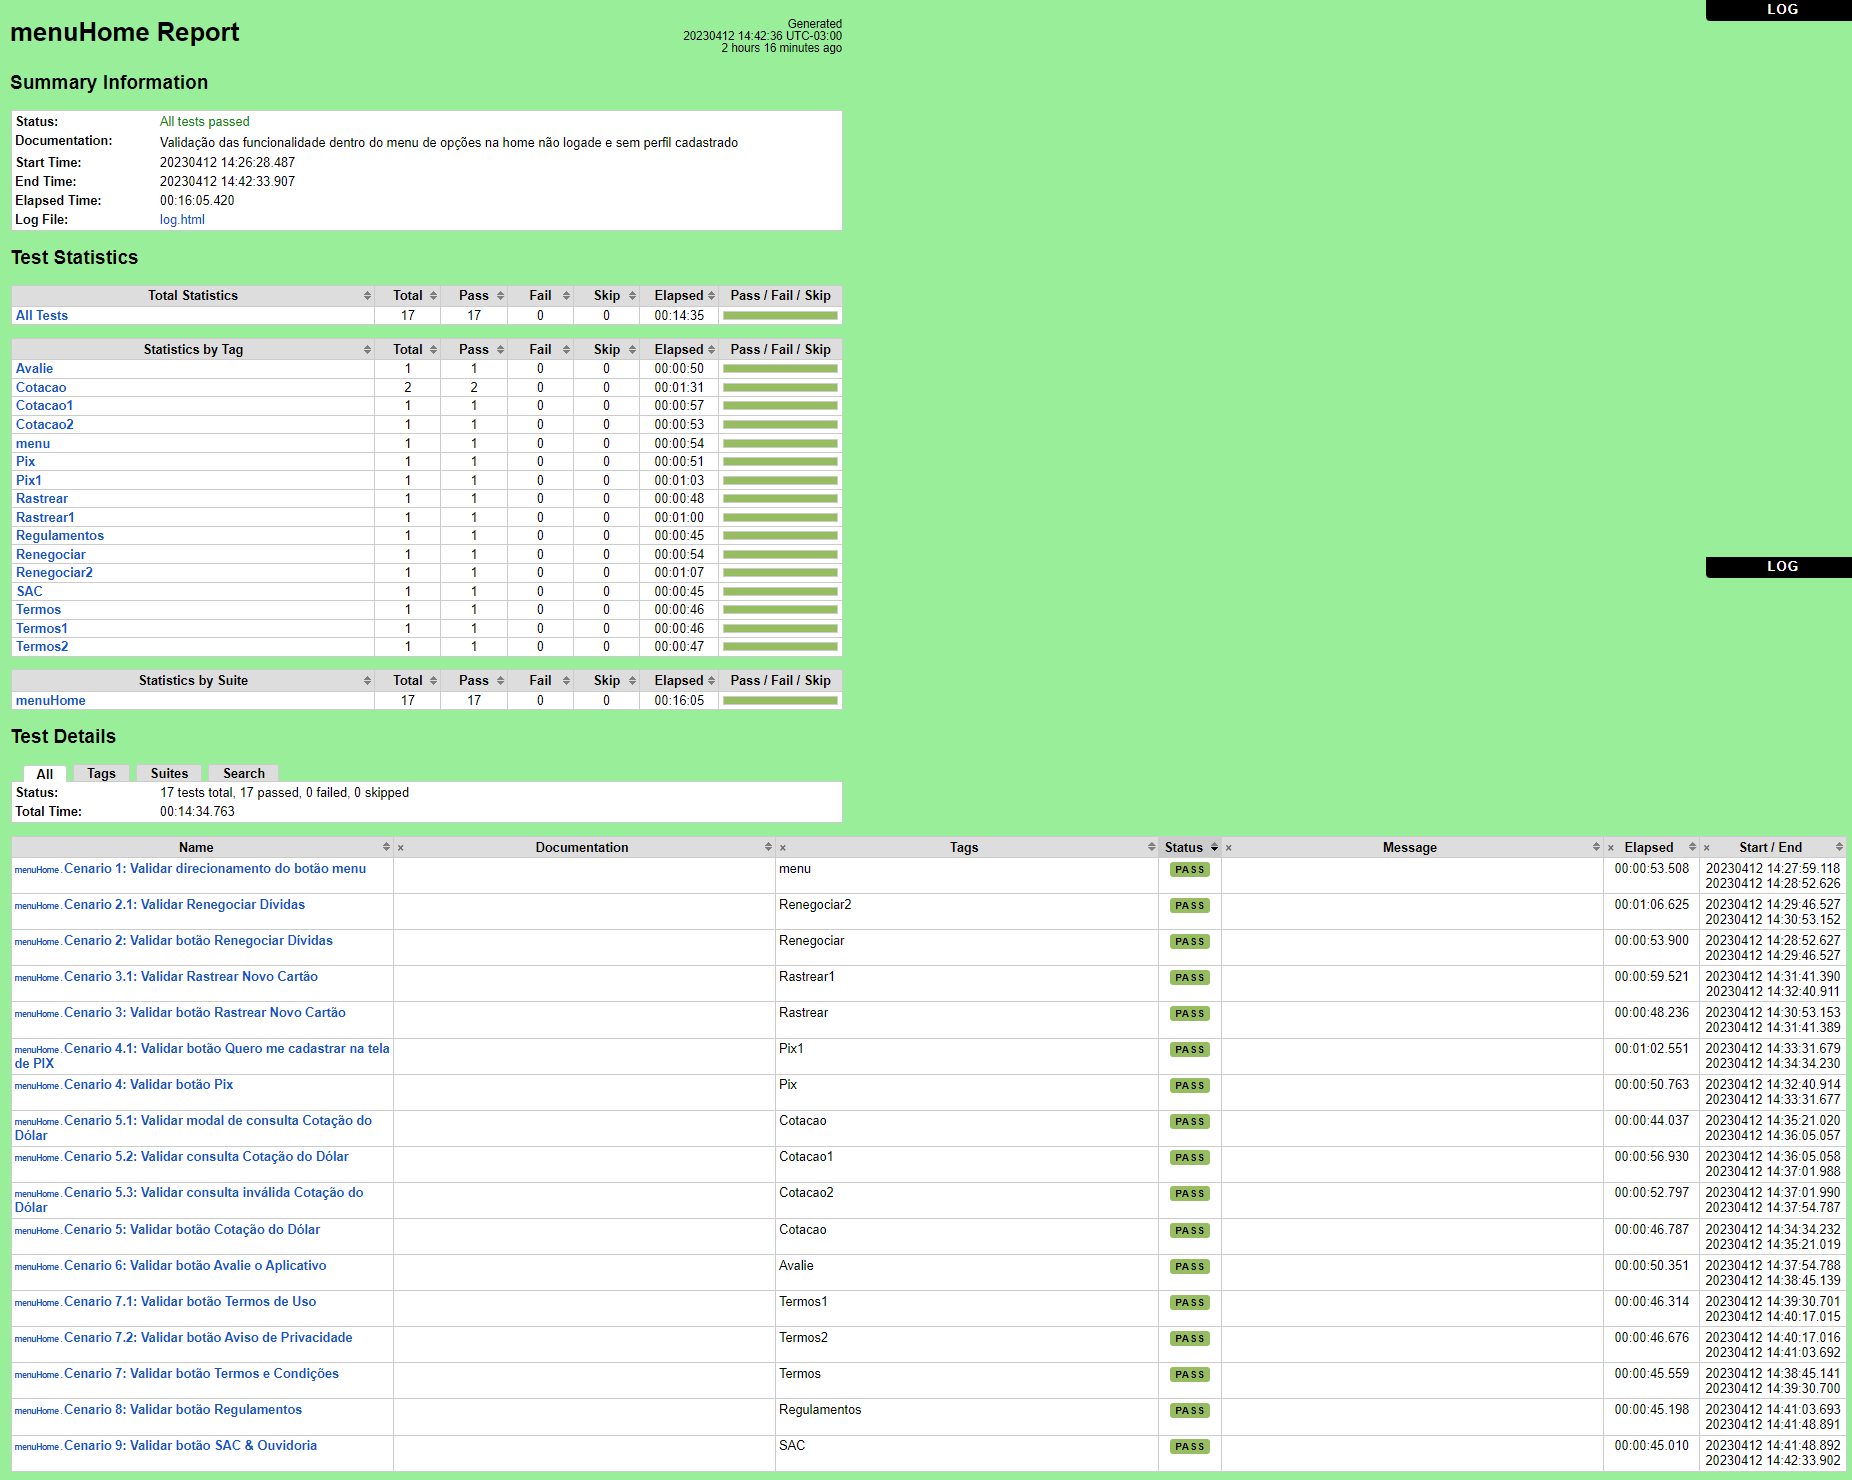 LOG
menuHome Report
Generated
20230412 14:42:36 UTC-03:00
2 hours 16 minutes ago
Summary Information
Status: All tests passed
Documentation: Validação das funcionalidade dentro do menu de opções na home não logade e sem perfil cadastrado
Start Time: 20230412 14:26:28.487
End Time: 20230412 14:42:33.907
Elapsed Time: 00:16:05.420
Log File: log.html
Test Statistics
Total Statistics Total Pass Fail Skip Elapsed Pass / Fail / Skip
All Tests 17 17 0 0 00:14:35
Statistics by Tag Total Pass Fail Skip Elapsed Pass / Fail / Skip
Avalie 1 1 0 0 00:00:50
Cotacao 2 2 0 0 00:01:31
Cotacao1 1 1 0 0 00:00:57
Cotacao2 1 1 0 0 00:00:53
menu 1 1 0 0 00:00:54
Pix 1 1 0 0 00:00:51
Pix1 1 1 0 0 00:01:03
Rastrear 1 1 0 0 00:00:48
Rastrear1 1 1 0 0 00:01:00
Regulamentos 1 1 0 0 00:00:45
Renegociar 1 1 0 0 00:00:54
LOG
Renegociar2 1 1 0 0 00:01:07
SAC 1 1 0 0 00:00:45
Termos 1 1 0 0 00:00:46
Termos1 1 1 0 0 00:00:46
Termos2 1 1 0 0 00:00:47
Statistics by Suite Total Pass Fail Skip Elapsed Pass / Fail / Skip
menuHome 17 17 0 0 00:16:05
Test Details
All Tags Suites Search
Status: 17 tests total, 17 passed, 0 failed, 0 skipped
Total Time: 00:14:34.763
Name × Documentation × Tags Status × Message × Elapsed × Start / End
menuHome.Cenario 1: Validar direcionamento do botão menu menu PASS 00:00:53.508 20230412 14:27:59.118
20230412 14:28:52.626
menuHome.Cenario 2.1: Validar Renegociar Dívidas Renegociar2 PASS 00:01:06.625 20230412 14:29:46.527
20230412 14:30:53.152
menuHome.Cenario 2: Validar botão Renegociar Dívidas Renegociar PASS 00:00:53.900 20230412 14:28:52.627
20230412 14:29:46.527
menuHome.Cenario 3.1: Validar Rastrear Novo Cartão Rastrear1 PASS 00:00:59.521 20230412 14:31:41.390
20230412 14:32:40.911
menuHome.Cenario 3: Validar botão Rastrear Novo Cartão Rastrear PASS 00:00:48.236 20230412 14:30:53.153
20230412 14:31:41.389
menuHome.Cenario 4.1: Validar botão Quero me cadastrar na tela Pix1 PASS 00:01:02.551 20230412 14:33:31.679
de PIX 20230412 14:34:34.230
menuHome.Cenario 4: Validar botão Pix Pix PASS 00:00:50.763 20230412 14:32:40.914
20230412 14:33:31.677
menuHome.Cenario 5.1: Validar modal de consulta Cotação do Cotacao PASS 00:00:44.037 20230412 14:35:21.020
Dólar 20230412 14:36:05.057
menuHome.Cenario 5.2: Validar consulta Cotação do Dólar Cotacao1 PASS 00:00:56.930 20230412 14:36:05.058
20230412 14:37:01.988
menuHome.Cenario 5.3: Validar consulta inválida Cotação do Cotacao2 PASS 00:00:52.797 20230412 14:37:01.990
Dólar 20230412 14:37:54.787
menuHome.Cenario 5: Validar botão Cotação do Dólar Cotacao PASS 00:00:46.787 20230412 14:34:34.232
20230412 14:35:21.019
menuHome.Cenario 6: Validar botão Avalie o Aplicativo Avalie PASS 00:00:50.351 20230412 14:37:54.788
20230412 14:38:45.139
menuHome.Cenario 7.1: Validar botão Termos de Uso Termos1 PASS 00:00:46.314 20230412 14:39:30.701
20230412 14:40:17.015
menuHome.Cenario 7.2: Validar botão Aviso de Privacidade Termos2 PASS 00:00:46.676 20230412 14:40:17.016
20230412 14:41:03.692
menuHome.Cenario 7: Validar botão Termos e Condições Termos PASS 00:00:45.559 20230412 14:38:45.141
20230412 14:39:30.700
menuHome.Cenario 8: Validar botão Regulamentos Regulamentos PASS 00:00:45.198 20230412 14:41:03.693
20230412 14:41:48.891
menuHome.Cenario 9: Validar botão SAC & Ouvidoria SAC PASS 00:00:45.010 20230412 14:41:48.892
20230412 14:42:33.902